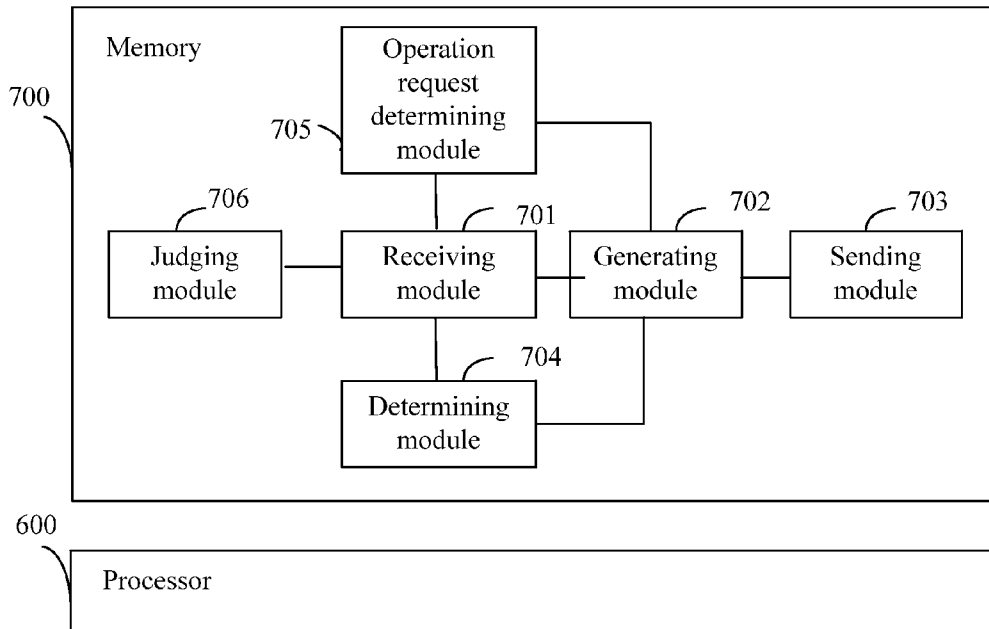 Memory
Operation
request
determining
module
700
705
706
701
702
703
Judging
module
Receiving
module
Generating
module
Sending
module
704
Determining
module
600
Processor